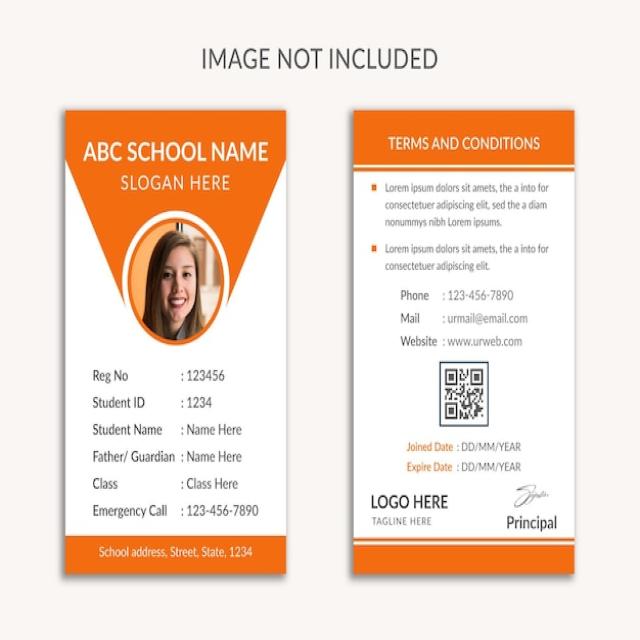 IMAGE NOT INCLUDED
ABC SCHOOL NAME
SLOGAN HERE
Reg No : 123456
Student ID : 1234
Student Name : Name Here
Father/ Guardian : Name Here
Class : Class Here
Emergency Call : 123-456-7890
School address, Street, State, 1234
TERMS AND CONDITIONS
Lorem ipsum dolors sit amets, the a into for
consectetuer adipiscing elit, sed the a diam
nonummys nibh Lorem ipsums.
Lorem ipsum dolors sit amets, the a into for
consectetuer adipiscing elit.
Phone : 123-456-7890
Mail : urmail@email.com
Website : www.urweb.com
Joined Date : DD/MM/YEAR
Expire Date : DD/MM/YEAR
LOGO HERE
TAGLINE HERE
Principal